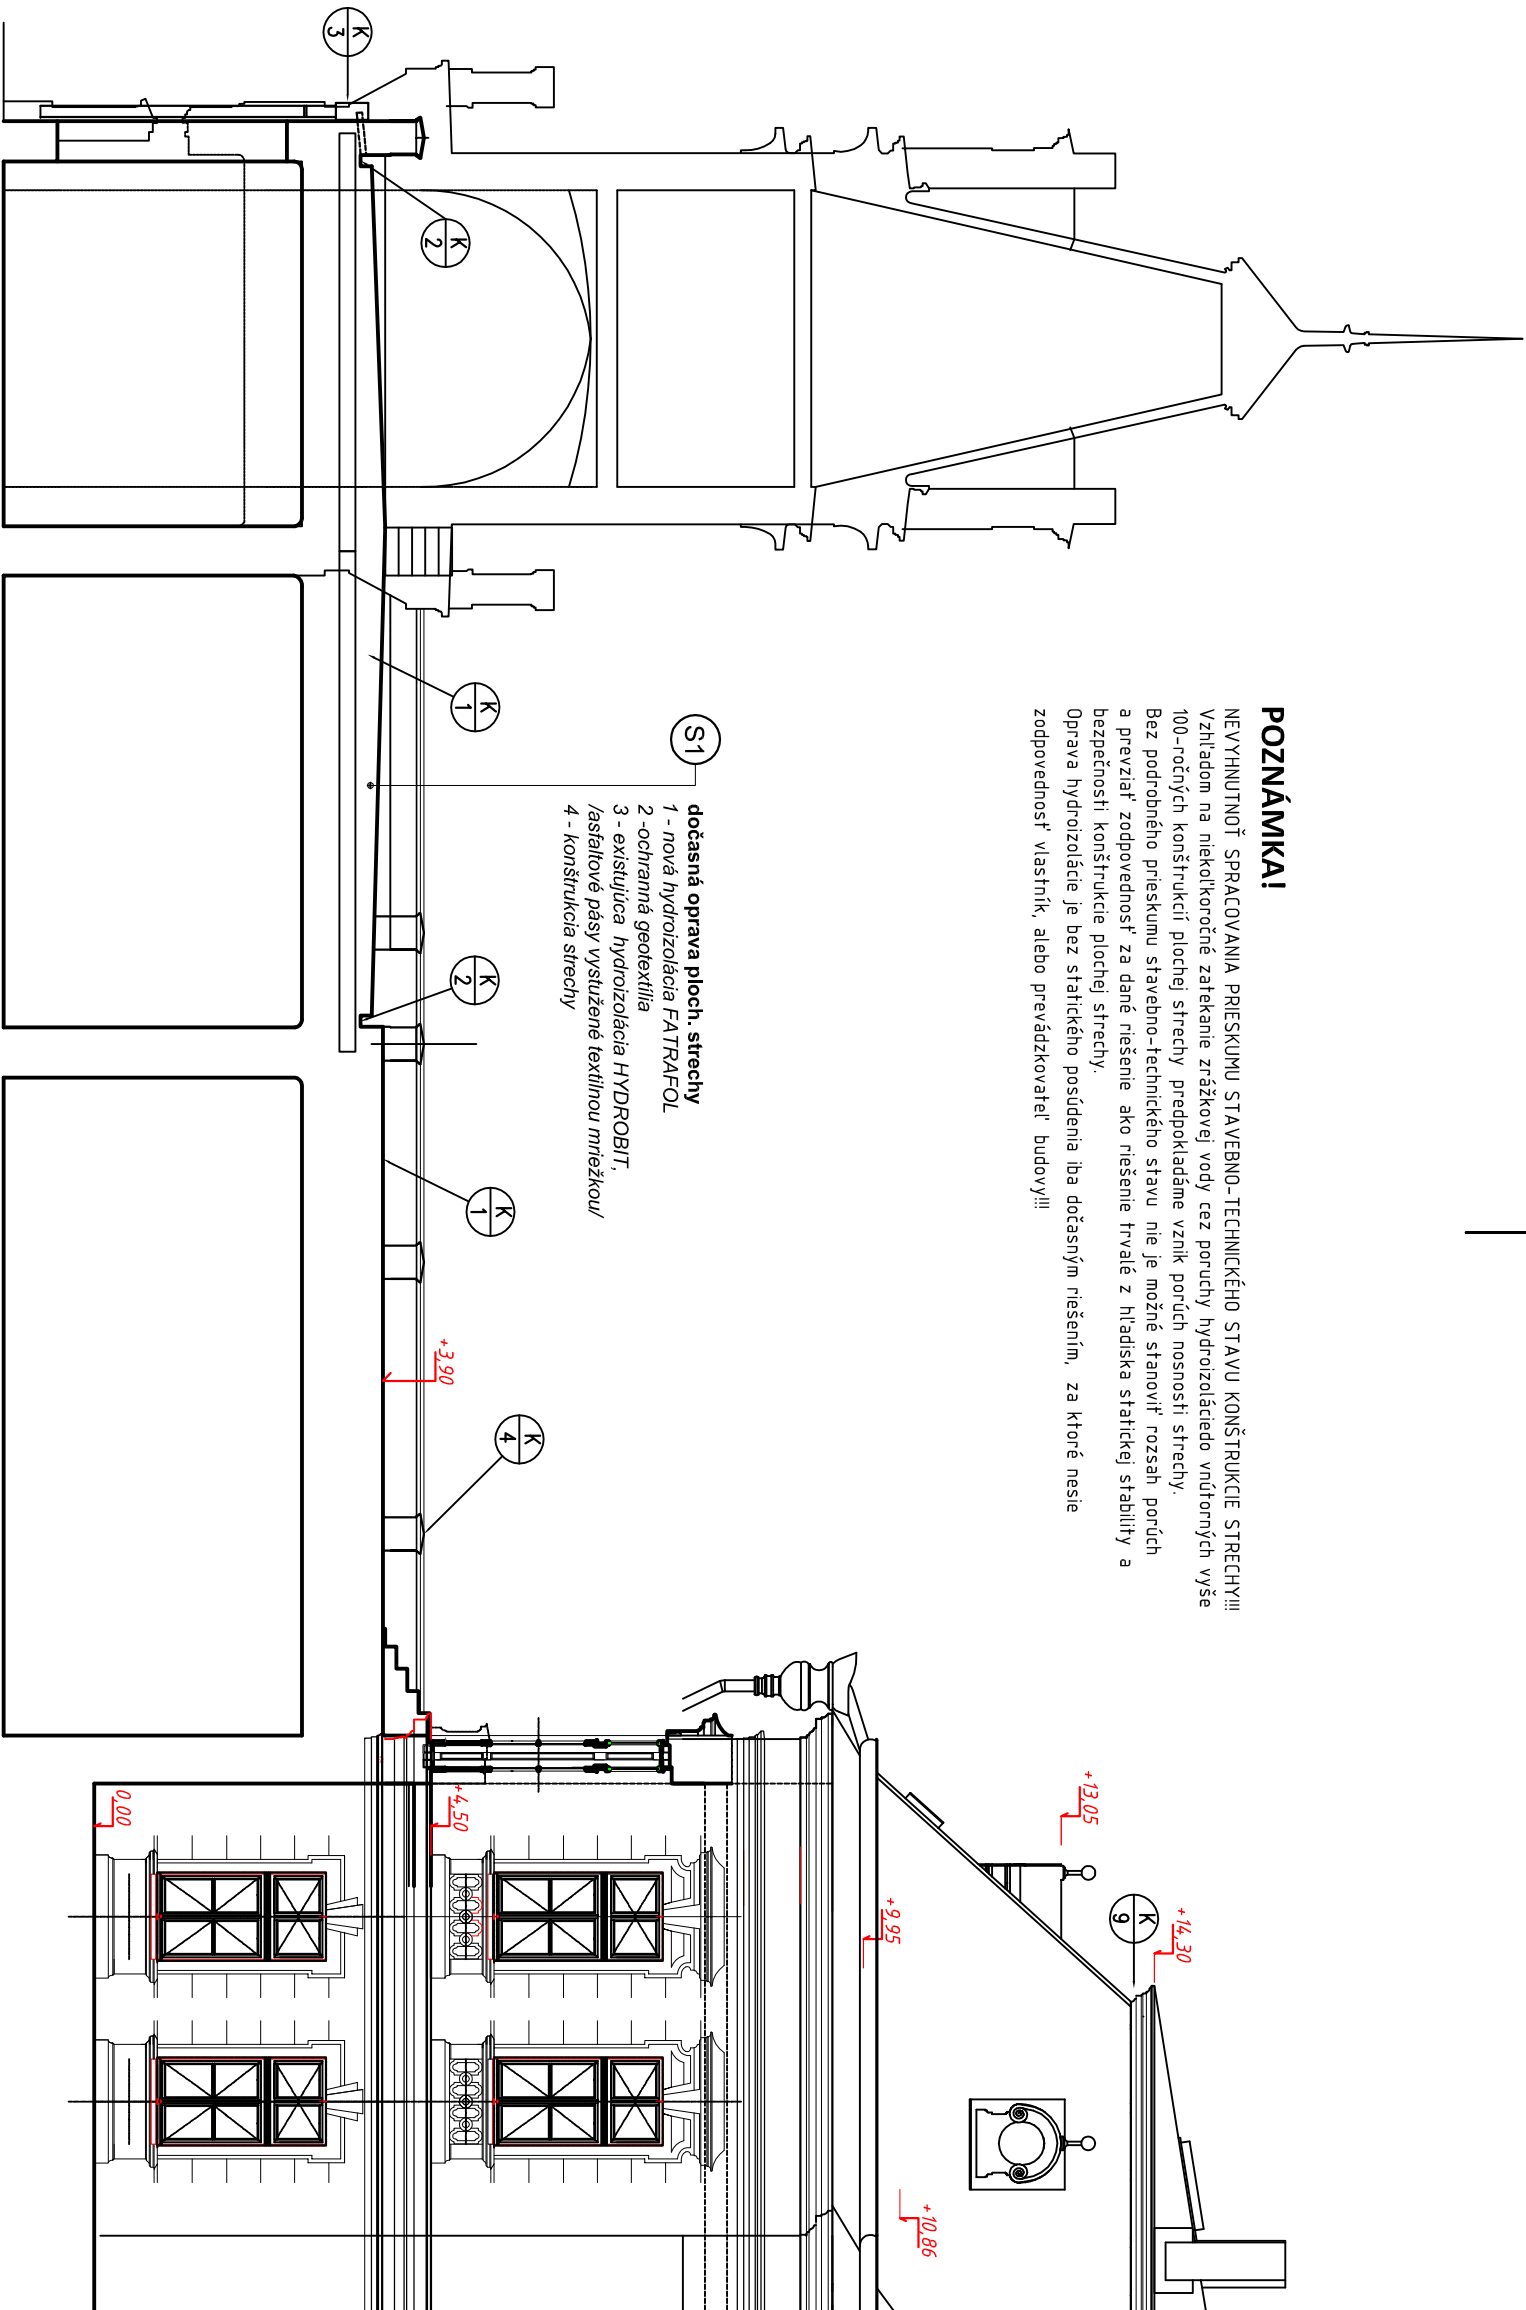 POZNÁMKA!
NEVYHNUTNOŤ SPRACOVANIA PRIESKUMU STAVEBNO-TECHNICKÉHO STAVU KONŠTRUKCIE STRECHY!!!
Vzhľadom na niekoľkoročné zatekanie zrážkovej vody cez poruchy hydroizoláciedo vnútorných vyše
100-ročných konštrukcií plochej strechy predpokladáme vznik porúch nosnosti strechy.
Bez podrobného prieskumu stavebno-technického stavu nie je možné stanoviť rozsah porúch
a prevziať zodpovednosť za dané riešenie ako riešenie trvalé z hľadiska statickej stability a
bezpečnosti konštrukcie plochej strechy.
Oprava hydroizolácie je bez statického posúdenia iba dočasným riešením, za ktoré nesie
zodpovednosť vlastník, alebo prevádzkovateľ budovy!!!
S1
dočasná oprava ploch. strechy
1 - nová hydroizolácia FATRAFOL
2 -ochranná geotextília
3 - existujúca hydroizolácia HYDROBIT,
/asfaltové pásy vystužené textilnou mriežkou/
4 - konštrukcia strechy
K
3
K
2
K
1
K
2
K
1
K
4
K
9
+14,30
+13,05
+10,86
+9,95
+4,50
+3,90
0,00